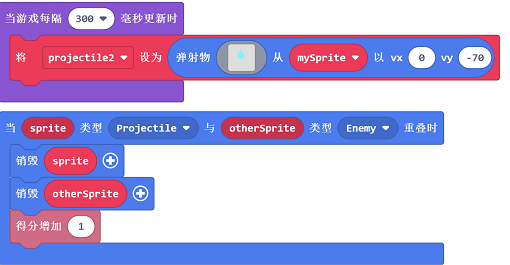 当游戏每隔 300 毫秒更新时
将 projectile2 设为 弹射物 从 mySprite 以 vx 0 vy -70
当 sprite 类型 Projectile 与 otherSprite 类型 Enemy 重叠时
销毁 sprite
销毁 otherSprite
得分增加 1